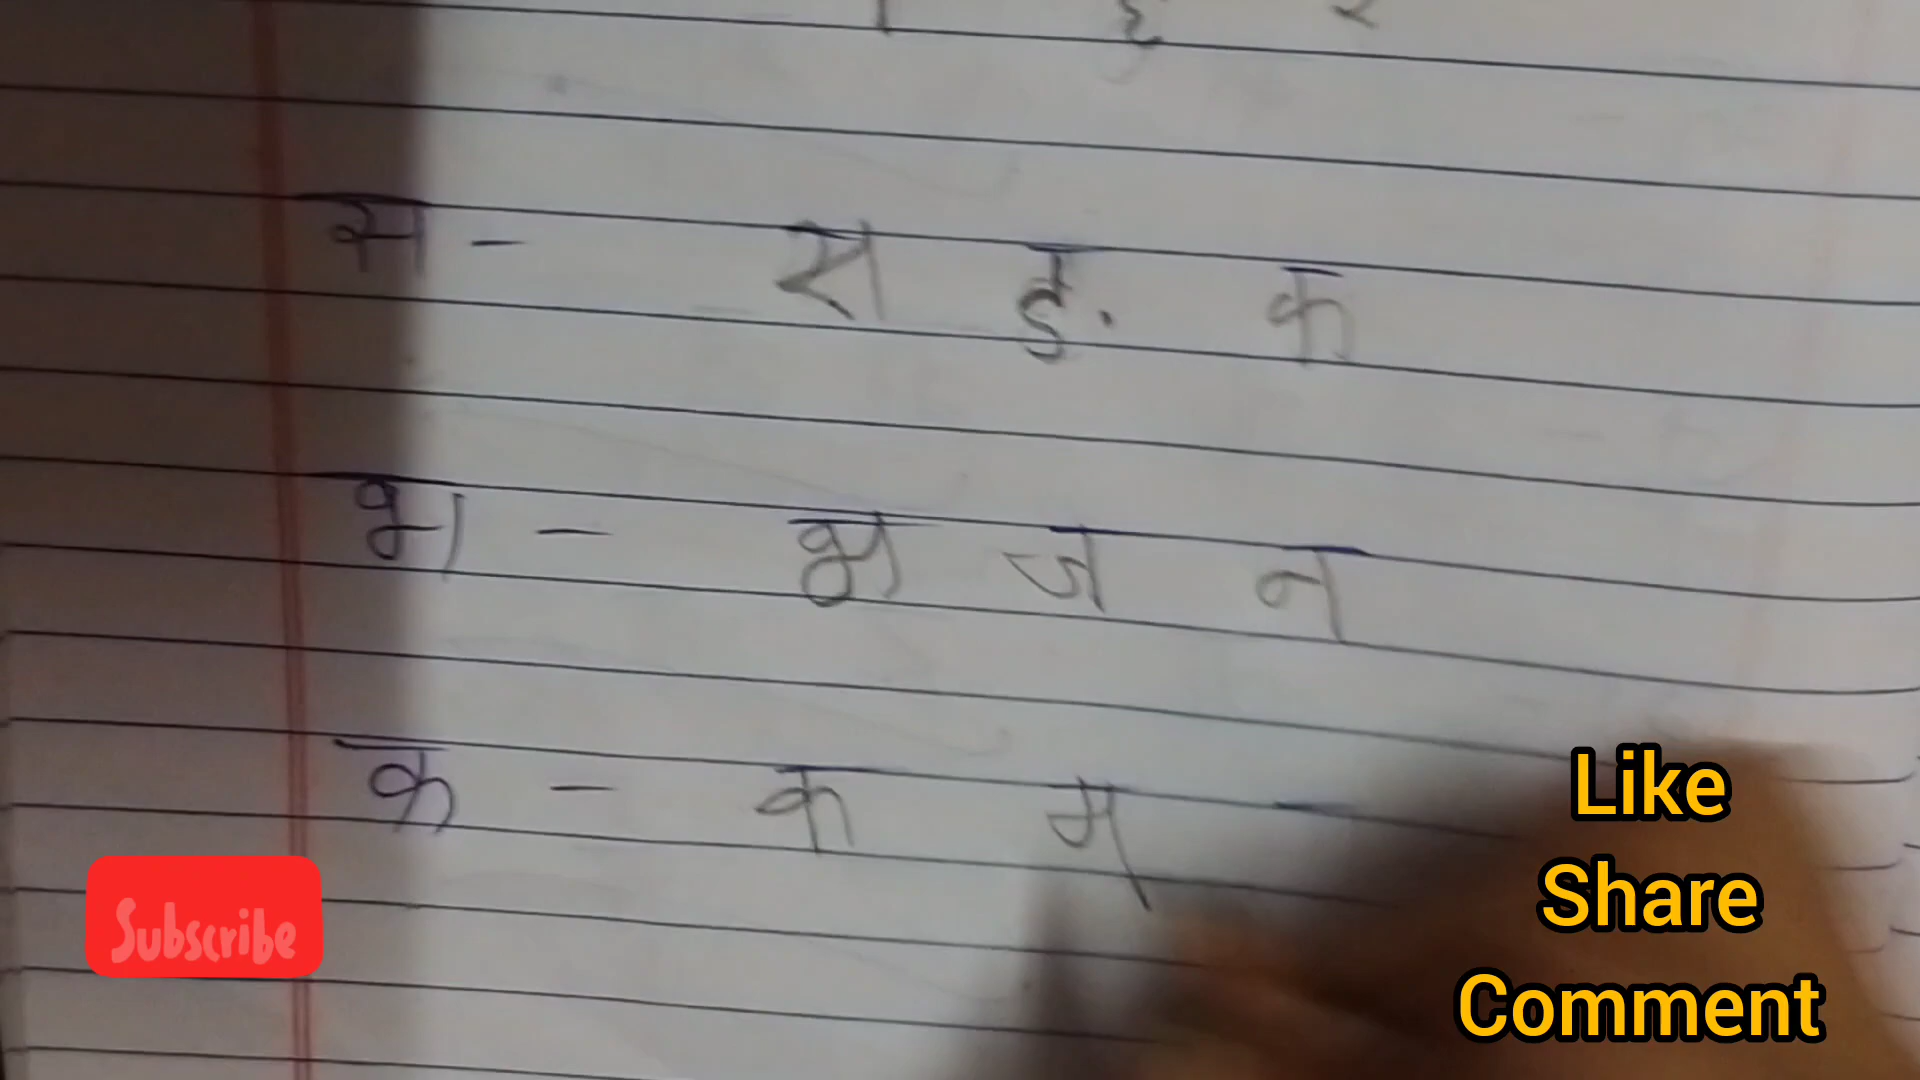 स - स ड. क
भ - भ ज न
क - क म
Like
Share
Comment
Subscribe